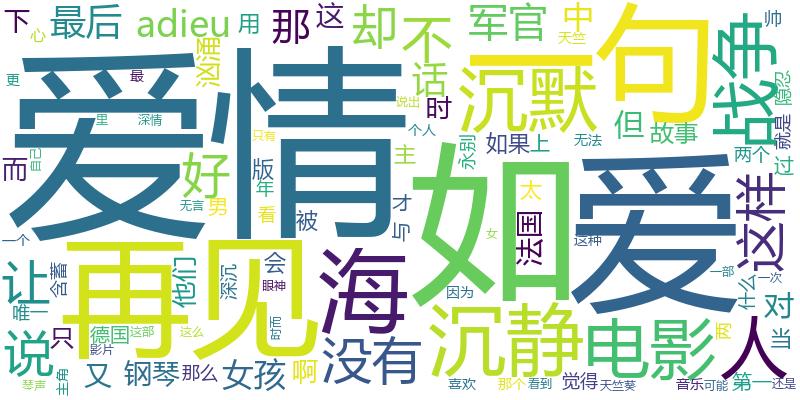 下
心
最后
adieu
用
那
这
却
不
军官
中
天竺
帅
爱情
汹涌
话
一句
沉默
战争
隐忍
更
里
最
深情
说出
时
但
故事
就是
而
自己
好
版
年
主
个人
永别
如果
上
无法
两个
过
无言
男
看
被
才
与
如
太
法国
爱
这样
一个
再见
海
女
这种
一部
一次
让
含蓄
他们
深沉
会
眼神
因为
什么
对
唯一
说
只
德国
这部
这么
时而
沉静
电影
人
两
当
影片
又
钢琴
那么
女孩
啊
没有
喜欢
那个
看到
觉得
天竺葵
音乐
可能
第一
还是
琴声
主角
只有